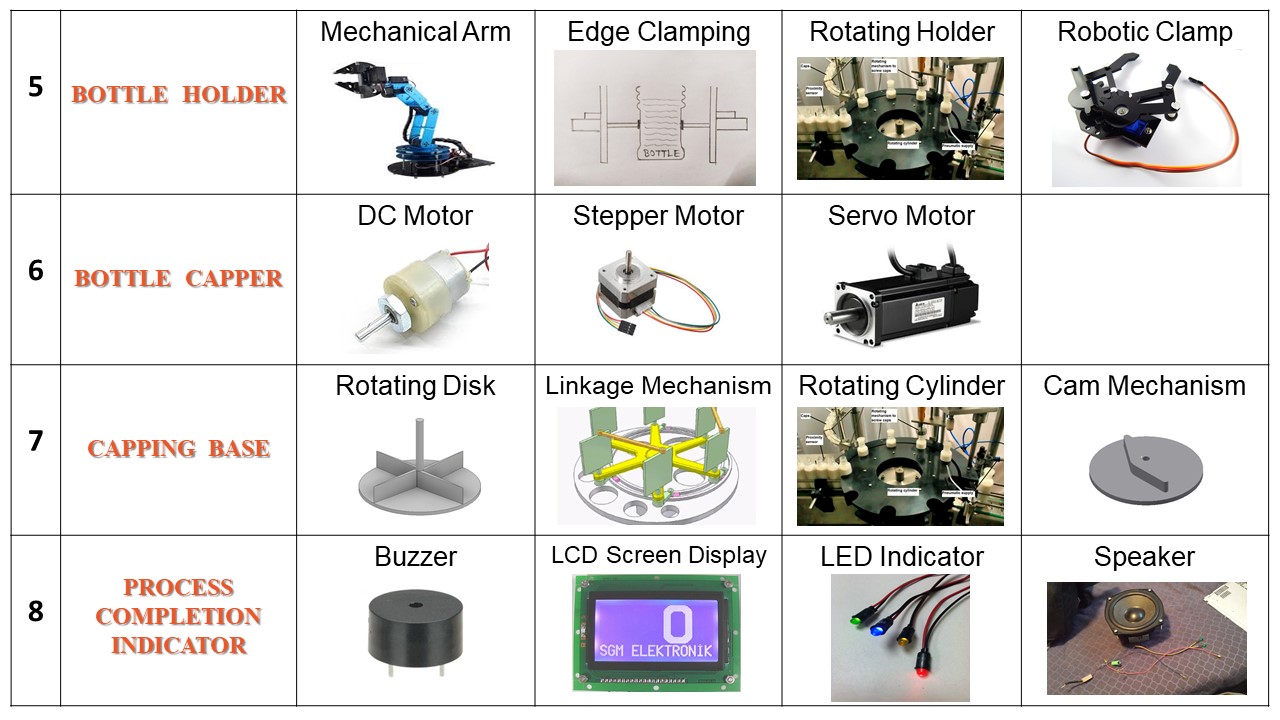 5
BOTTLE HOLDER
Mechanical Arm
Edge Clamping
BOTTLE
Rotating Holder
Caps
Rotating
mechanism to
screw caps
Proximity
sensor
Rotating cylinder
Pneumatic supply
Robotic Clamp
6
BOTTLE CAPPER
DC Motor
Stepper Motor
Servo Motor
7
CAPPING BASE
Rotating Disk
Linkage Mechanism
Rotating Cylinder
Caps
Rotating
mechanism to
screw caps
Proximity
sensor
Rotating cylinder
Pneumatic supply
Cam Mechanism
8
PROCESS
COMPLETION
INDICATOR
Buzzer
LCD Screen Display
0
SGM ELEKTRONIK
LED Indicator
Speaker